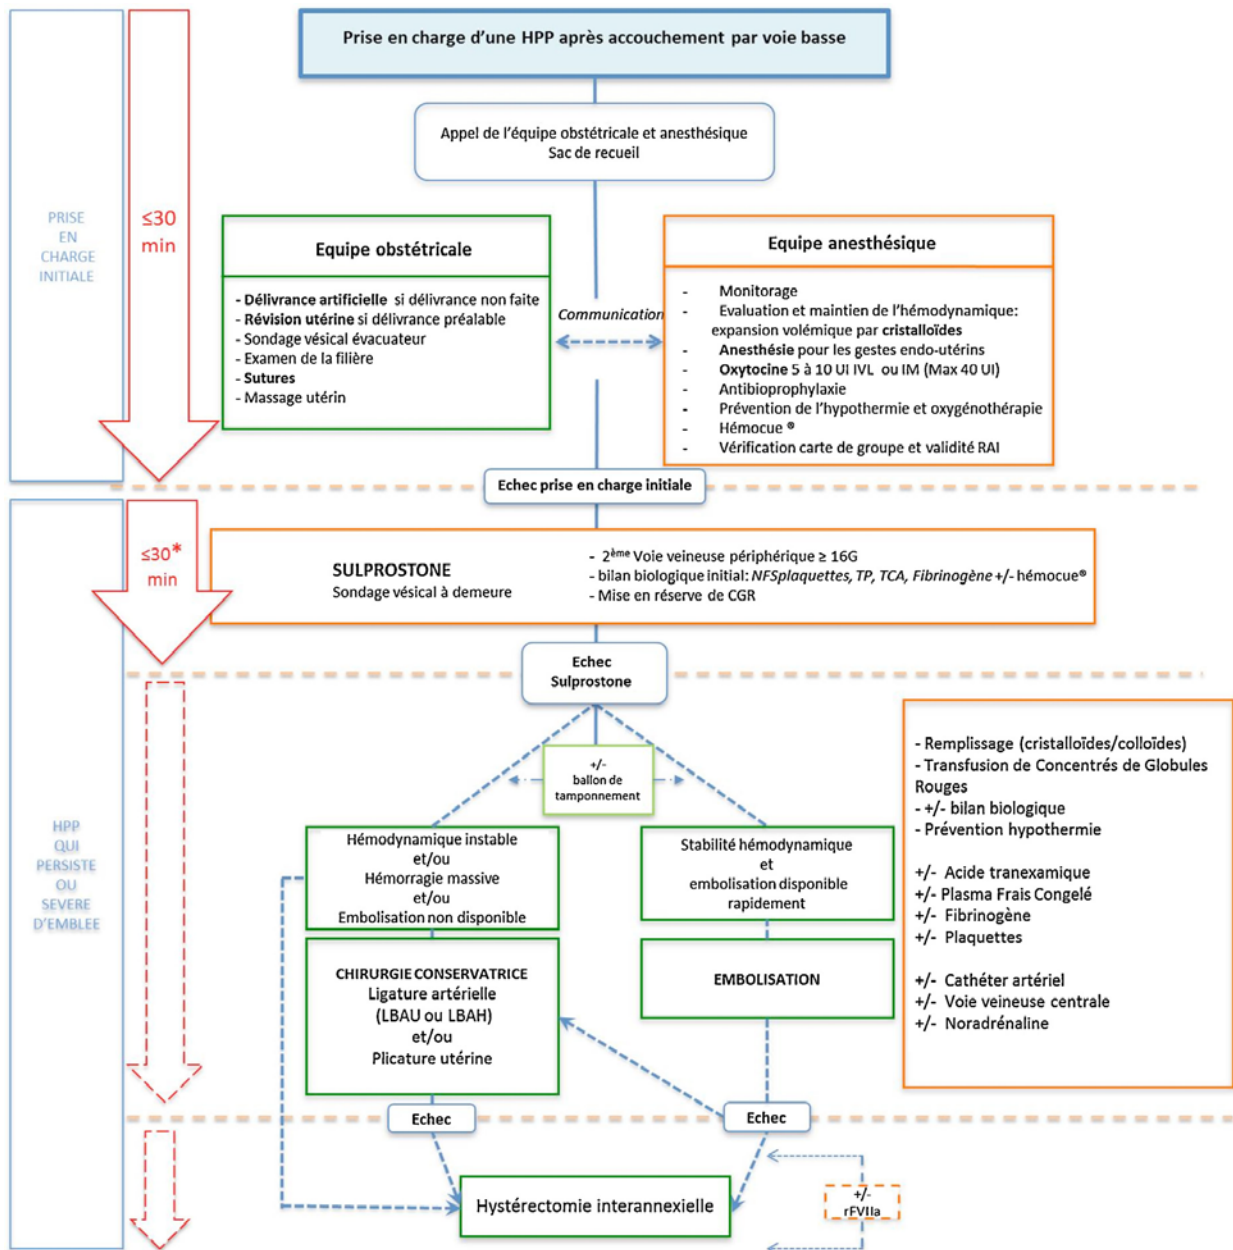 Prise en charge d'une HPP après accouchement par voie basse
Appel de l'équipe obstétricale et anesthésique
Sac de recueil
PRISE
EN
CHARGE
INITIALE
≤30
min
Equipe obstétricale
- Délivrance artificielle si délivrance non faite
- Révision utérine si délivrance préalable
- Sondage vésical évacuateur
- Examen de la filière
- Sutures
- Massage utérin
Communication
Equipe anesthésique
- Monitorage
- Evaluation et maintien de l'hémodynamique:
expansion volémique par cristalloïdes
- Anesthésie pour les gestes endo-utérins
- Oxytocine 5 à 10 UI IVL ou IM (Max 40 UI)
- Antibioprophylaxie
- Prévention de l'hypothermie et oxygénothérapie
- Hémocue ®
- Vérification carte de groupe et validité RAI
Echec prise en charge initiale
≤30*
min
SULPROSTONE
Sondage vésical à demeure
- 2ème Voie veineuse périphérique ≥ 16G
- bilan biologique initial: NFSplaquettes, TP, TCA, Fibrinogène +/- hémocue®
- Mise en réserve de CGR
Echec
Sulprostone
+/-
ballon de
tamponnement
HPP
QUI
PERSISTE
OU
SEVERE
D'EMBLEE
Hémodynamique instable
et/ou
Hémorragie massive
et/ou
Embolisation non disponible
Stabilité hémodynamique
et
embolisation disponible
rapidement
CHIRURGIE CONSERVATRICE
Ligature artérielle
(LBAU ou LBAH)
et/ou
Plicature utérine
EMBOLISATION
- Remplissage (cristalloïdes/colloïdes)
- Transfusion de Concentrés de Globules
Rouges
- +/- bilan biologique
- Prévention hypothermie
+/- Acide tranexamique
+/- Plasma Frais Congelé
+/- Fibrinogène
+/- Plaquettes
+/- Cathéter artériel
+/- Voie veineuse centrale
+/- Noradrénaline
Echec
Echec
Hystérectomie interannexielle
+/-
rFVIIa